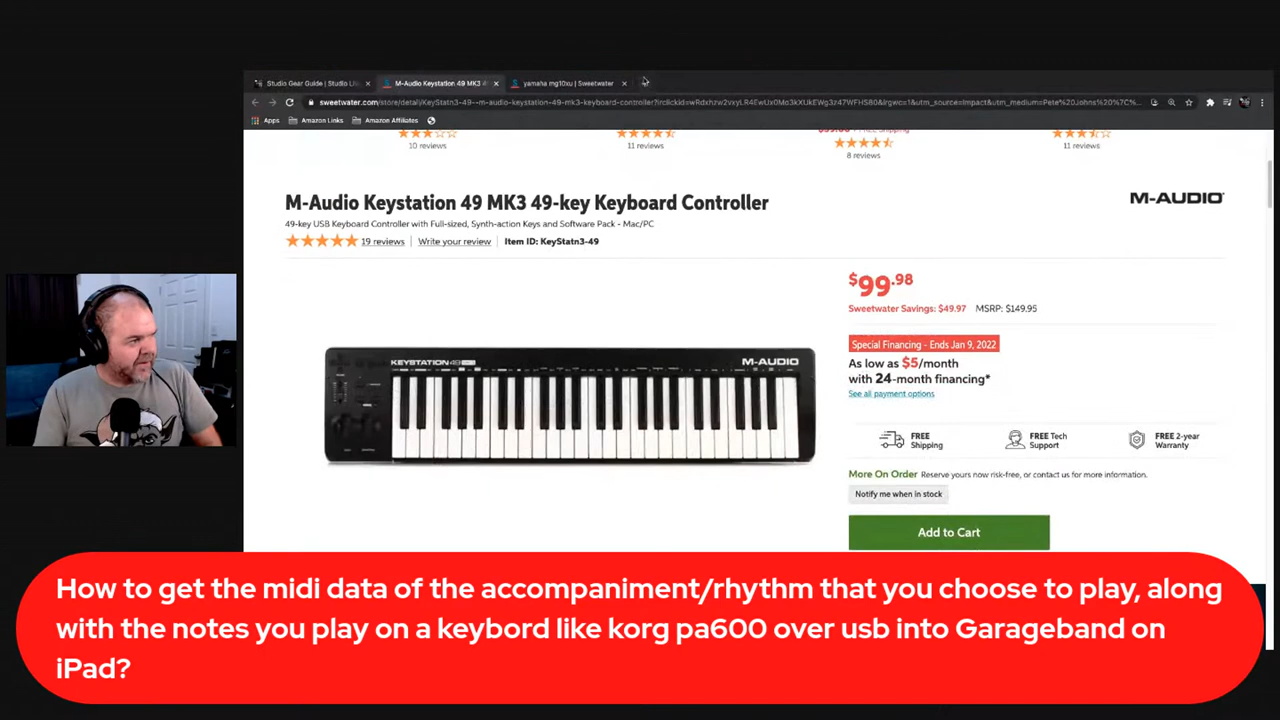 Studio Gear Guide | Studio Liv
M-Audio Keystation 49 MK3 4
yamaha mg10xu | Sweetwater
Apps
Amazon Links
Amazon Affiliates
10 reviews
11 reviews
8 reviews
11 reviews
M-Audio Keystation 49 MK3 49-key Keyboard Controller
M-AUDIO
49-key USB Keyboard Controller with Full-sized, Synth-action Keys and Software Pack - Mac/PC
19 reviews | Write your review | Item ID: KeyStatn3-49
$99.98
Sweetwater Savings: $49.97 MSRP: $149.95
Special Financing - Ends Jan 9, 2022
As low as $5/month
with 24-month financing*
See all payment options
KEYSTATION 49 MK3
M-AUDIO
FREE Shipping
FREE Tech Support
FREE 2-year Warranty
More On Order Reserve yours now risk-free, or contact us for more information.
Notify me when in stock
Add to Cart
How to get the midi data of the accompaniment/rhythm that you choose to play, along
with the notes you play on a keybord like korg pa600 over usb into Garageband on
iPad?